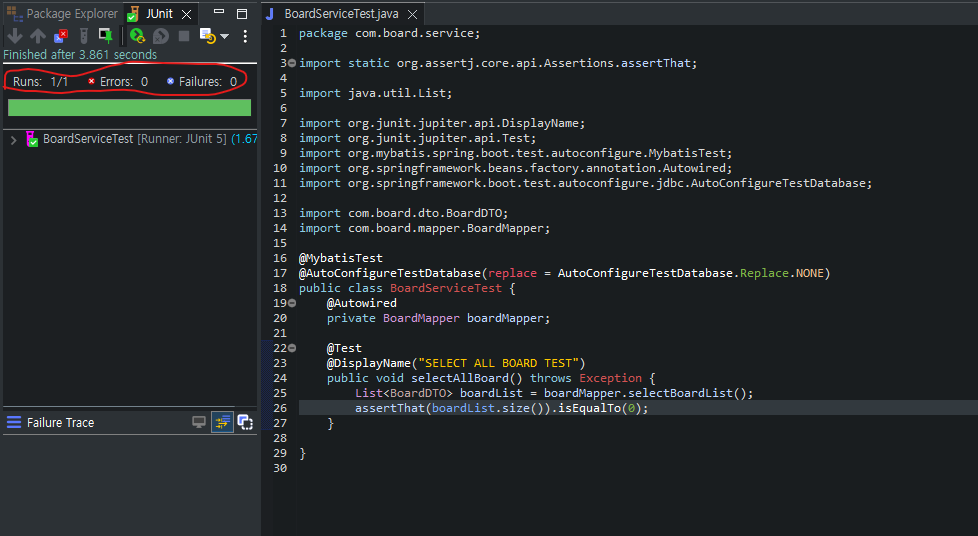 Package Explorer
JUnit
Finished after 3.861 seconds
Runs: 1/1 Errors: 0 Failures: 0
BoardServiceTest [Runner: JUnit 5] (1.67
Failure Trace
BoardServiceTest.java
1 package com.board.service;
2
3 import static org.assertj.core.api.Assertions.assertThat;
4
5 import java.util.List;
6
7 import org.junit.jupiter.api.DisplayName;
8 import org.junit.jupiter.api.Test;
9 import org.mybatis.spring.boot.test.autoconfigure.MybatisTest;
10 import org.springframework.beans.factory.annotation.Autowired;
11 import org.springframework.boot.test.autoconfigure.jdbc.AutoConfigureTestDatabase;
12
13 import com.board.dto.BoardDTO;
14 import com.board.mapper.BoardMapper;
15
16 @MybatisTest
17 @AutoConfigureTestDatabase(replace = AutoConfigureTestDatabase.Replace.NONE)
18 public class BoardServiceTest {
19 @Autowired
20 private BoardMapper boardMapper;
21
22 @Test
23 @DisplayName("SELECT ALL BOARD TEST")
24 public void selectAllBoard() throws Exception {
25 List<BoardDTO> boardList = boardMapper.selectBoardList();
26 assertThat(boardList.size()).isEqualTo(0);
27 }
28
29 }
30